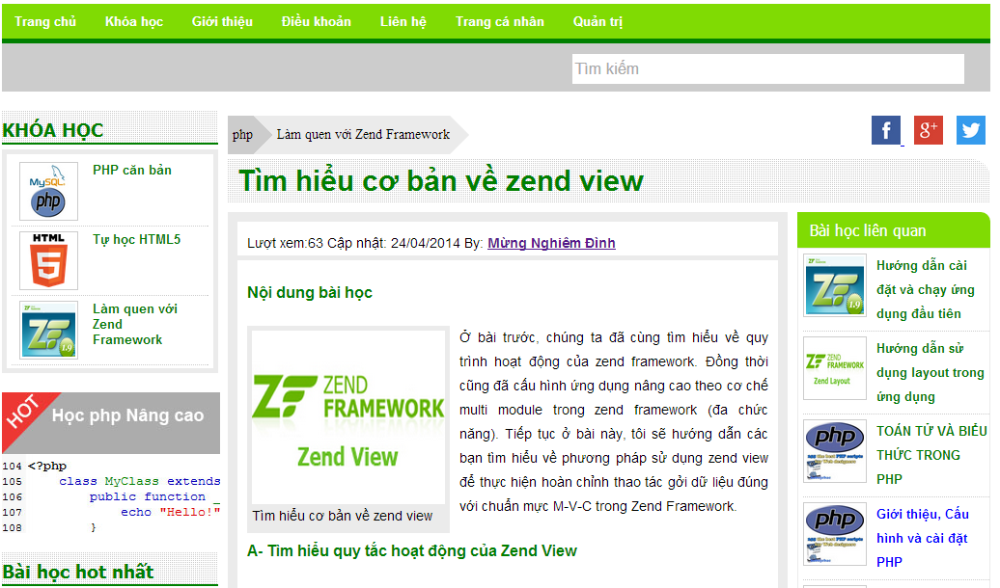 Trang chủ Khóa học Giới thiệu Điều khoản Liên hệ Trang cá nhân Quản trị
Tìm kiếm
KHÓA HỌC
MySQL
php
PHP căn bản
HTML
5
Tự học HTML5
ZF 1.9
Làm quen với
Zend
Framework
HOT
Học php Nâng cao
104 <?php
105 class MyClass extends
106 public function _
107 echo "Hello!"
108 }
Bài học hot nhất
php Làm quen với Zend Framework
f g+
Tìm hiểu cơ bản về zend view
Lượt xem:63 Cập nhật: 24/04/2014 By: Mừng Nghiêm Đình
Nội dung bài học
ZF ZEND
FRAMEWORK
Zend View
Tìm hiểu cơ bản về zend view
Ở bài trước, chúng ta đã cùng tìm hiểu về quy
trình hoạt động của zend framework. Đồng thời
cũng đã cấu hình ứng dụng nâng cao theo cơ chế
multi module trong zend framework (đa chức
năng). Tiếp tục ở bài này, tôi sẽ hướng dẫn các
bạn tìm hiểu về phương pháp sử dụng zend view
để thực hiện hoàn chỉnh thao tác gởi dữ liệu đúng
với chuẩn mực M-V-C trong Zend Framework.
A- Tìm hiểu quy tắc hoạt động của Zend View
Bài học liên quan
ZF 1.9
Hướng dẫn cài
đặt và chạy ứng
dụng đầu tiên
ZF ZEND
FRAMEWORK
Zend Layout
Hướng dẫn sử
dụng layout trong
ứng dụng
php
TOÁN TỬ VÀ BIỂU
THỨC TRONG
PHP
php
Giới thiệu, Cấu
hình và cài đặt
PHP